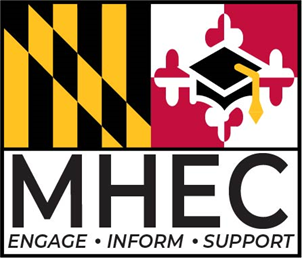 MHEC
ENGAGE • INFORM • SUPPORT